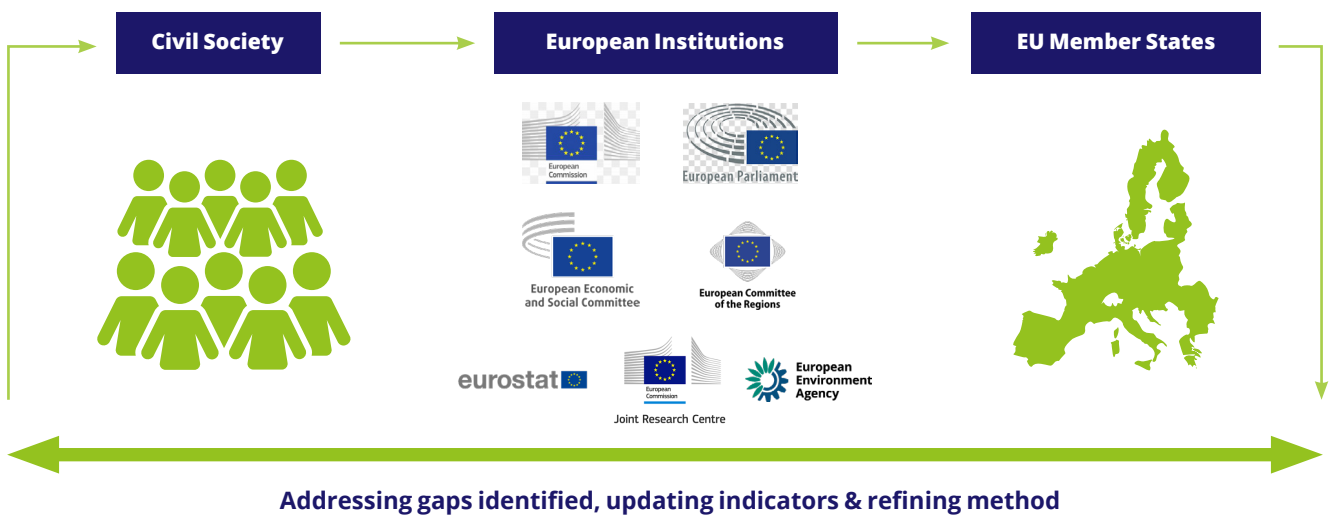 Civil Society
European Institutions
EU Member States
European
Commission
European Parliament
European Economic
and Social Committee
European Committee
of the Regions
eurostat
European
Commission
Joint Research Centre
European
Environment
Agency
Addressing gaps identified, updating indicators & refining method